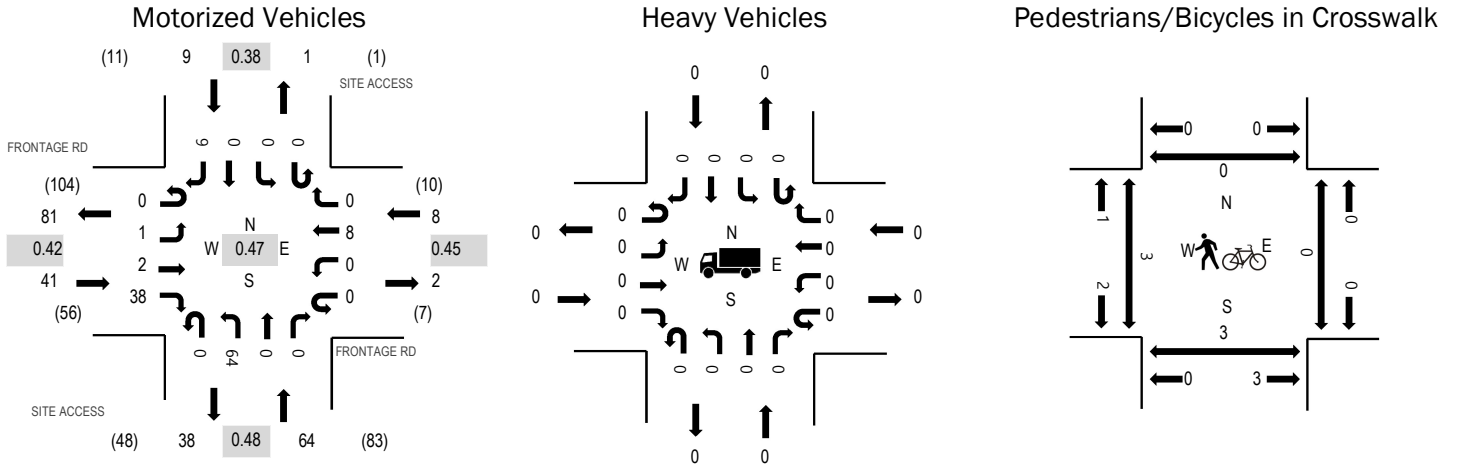 Motorized Vehicles
(11) 9 0.38 1 (1)
SITE ACCESS
FRONTAGE RD
9 0 0 0
(104) 0 0 (10)
81 8
1 N 8
0.42 W 0.47 E 0.45
2 S 0
41 2
38 0
(56) (7)
0 64 0 0
FRONTAGE RD
SITE ACCESS
(48) 38 0.48 64 (83)
Heavy Vehicles
0 0
0 0 0 0
0 0
0 N 0
0 0
W E
0 0
0 S 0
0 0
0 0 0 0
0 0
Pedestrians/Bicycles in Crosswalk
0 0
0
N
1 0
3 W E 0
2 0
S
3
0 3